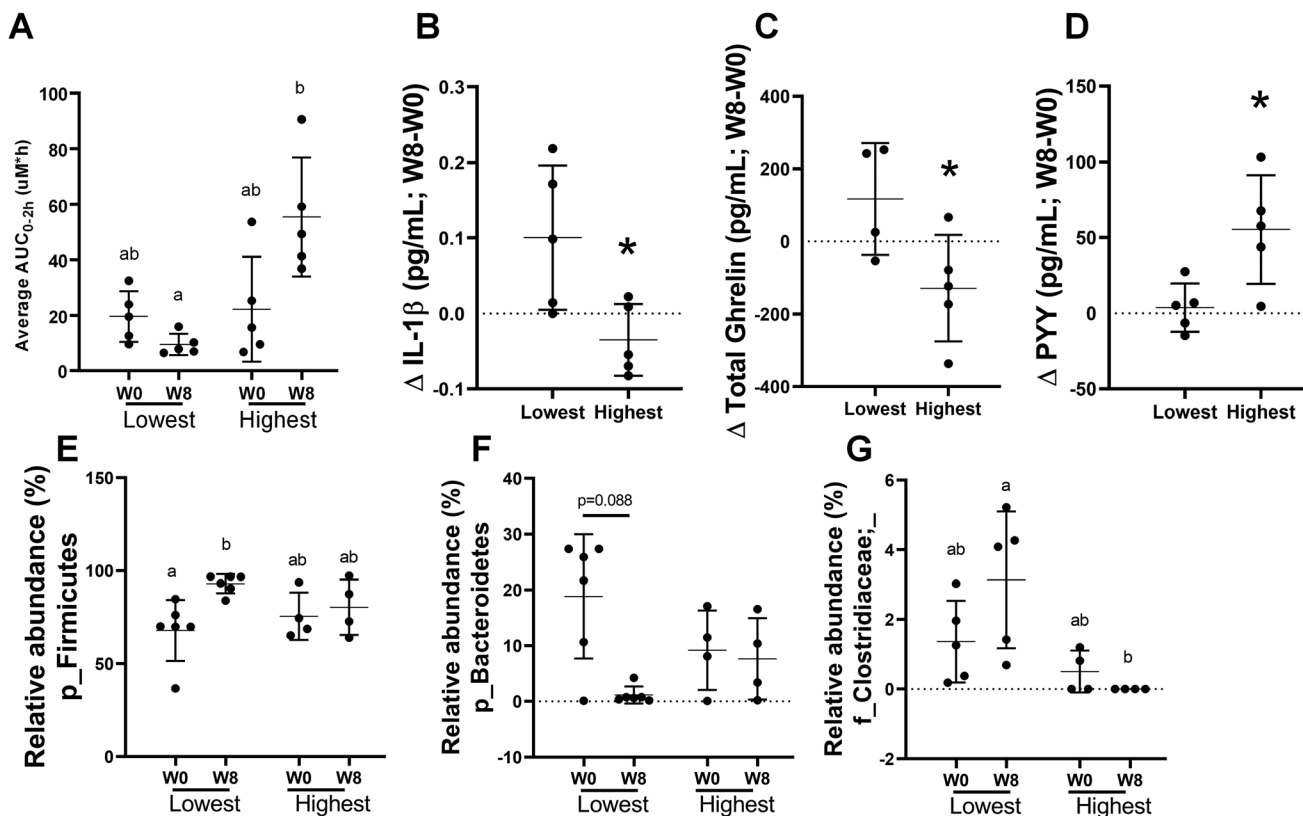 A
Average AUC0-2h (uM*h)
100
80
60
40
20
0
ab
a
ab
b
W0 W8 W0 W8
Lowest Highest
B
Δ IL-1β (pg/mL; W8-W0)
0.3
0.2
0.1
0.0
-0.1
*
Lowest Highest
C
Δ Total Ghrelin (pg/mL; W8-W0)
400
200
0
-200
-400
*
Lowest Highest
D
Δ PYY (pg/mL; W8-W0)
150
100
50
0
-50
*
Lowest Highest
E
Relative abundance (%)
p_Firmicutes
150
100
50
0
a
b
ab
ab
W0 W8 W0 W8
Lowest Highest
F
Relative abundance (%)
p_Bacteroidetes
40
30
20
10
0
-10
p=0.088
W0 W8 W0 W8
Lowest Highest
G
Relative abundance (%)
f_Clostridiaceae;_
6
4
2
0
-2
ab
a
ab
b
W0 W8 W0 W8
Lowest Highest